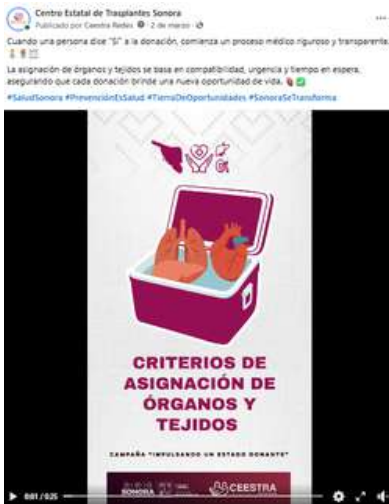 Centro Estatal de Trasplantes Sonora
Publicado por Ceestra Redes · 2 de marzo ·
Cuando una persona dice "Sí" a la donación, comienza un proceso médico riguroso y transparente
La asignación de órganos y tejidos se basa en compatibilidad, urgencia y tiempo en espera,
asegurando que cada donación brinde una nueva oportunidad de vida.
#SaludSonora #PrevenciónEsSalud #TierraDeOportunidades #SonoraSeTransforma
CRITERIOS DE
ASIGNACIÓN DE
ÓRGANOS Y
TEJIDOS
CAMPAÑA "IMPULSANDO UN ESTADO DONANTE"
SONORA
CEESTRA
0:01 / 0:25